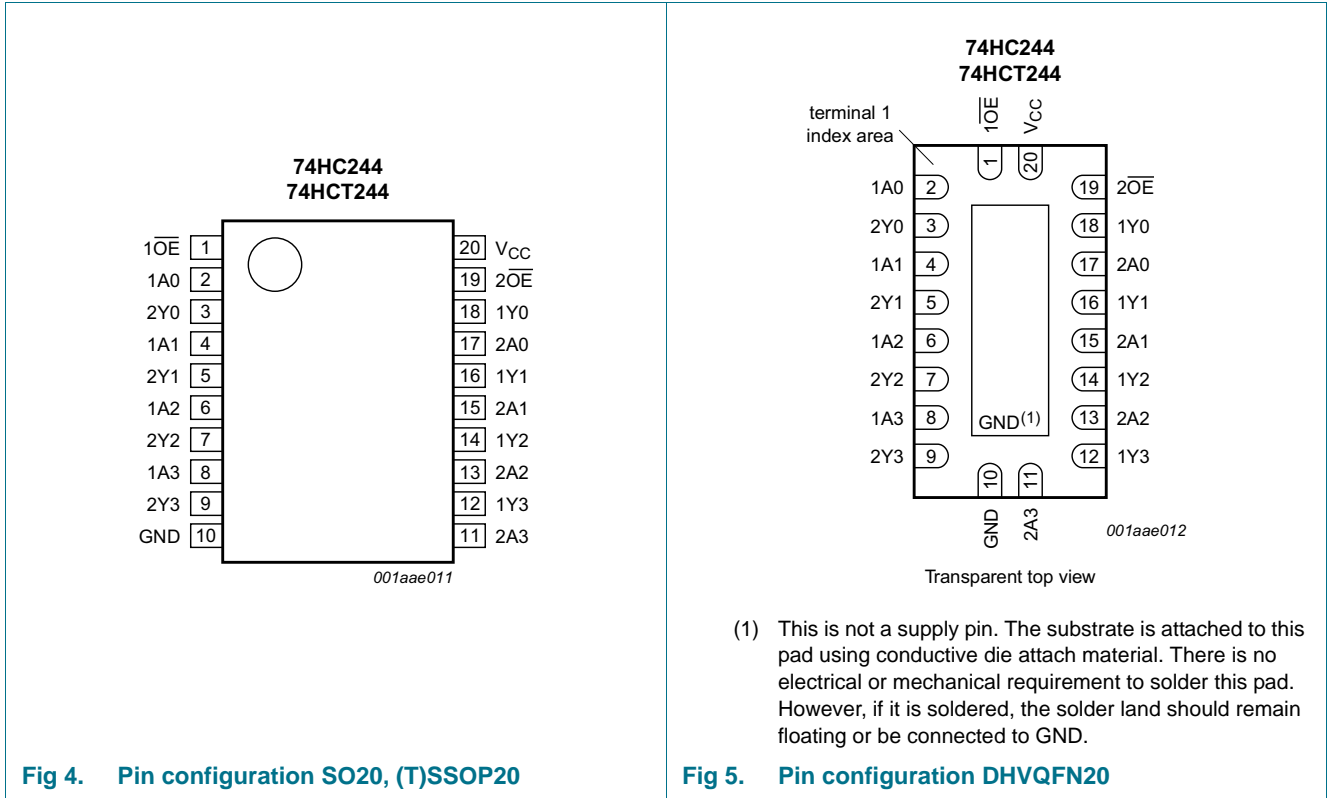 74HC244
74HCT244
1OE 1
1A0 2
2Y0 3
1A1 4
2Y1 5
1A2 6
2Y2 7
1A3 8
2Y3 9
GND 10
20 VCC
19 2OE
18 1Y0
17 2A0
16 1Y1
15 2A1
14 1Y2
13 2A2
12 1Y3
11 2A3
001aae011
Fig 4. Pin configuration SO20, (T)SSOP20
74HC244
74HCT244
terminal 1
index area
1OE
VCC
1
20
1A0 2
2Y0 3
1A1 4
2Y1 5
1A2 6
2Y2 7
1A3 8
2Y3 9
19 2OE
18 1Y0
17 2A0
16 1Y1
15 2A1
14 1Y2
13 2A2
12 1Y3
GND(1)
10
11
GND
2A3
001aae012
Transparent top view
(1) This is not a supply pin. The substrate is attached to this
pad using conductive die attach material. There is no
electrical or mechanical requirement to solder this pad.
However, if it is soldered, the solder land should remain
floating or be connected to GND.
Fig 5. Pin configuration DHVQFN20